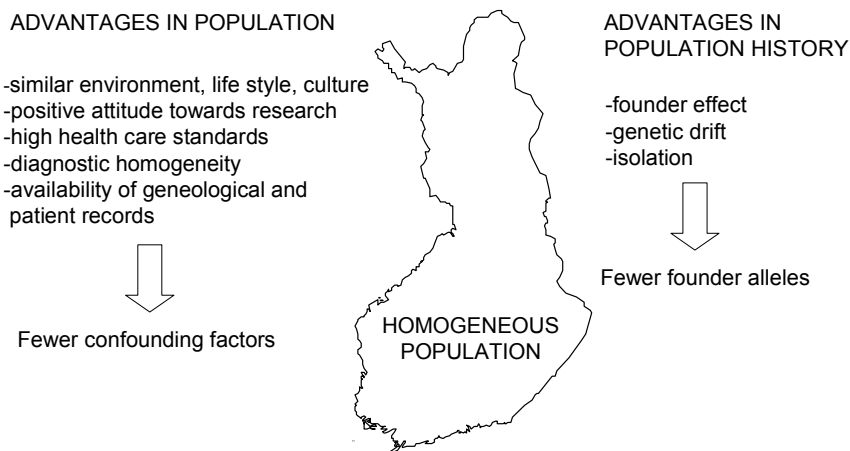 ADVANTAGES IN POPULATION
-similar environment, life style, culture
-positive attitude towards research
-high health care standards
-diagnostic homogeneity
-availability of geneological and
patient records
Fewer confounding factors
HOMOGENEOUS
POPULATION
ADVANTAGES IN
POPULATION HISTORY
-founder effect
-genetic drift
-isolation
Fewer founder alleles